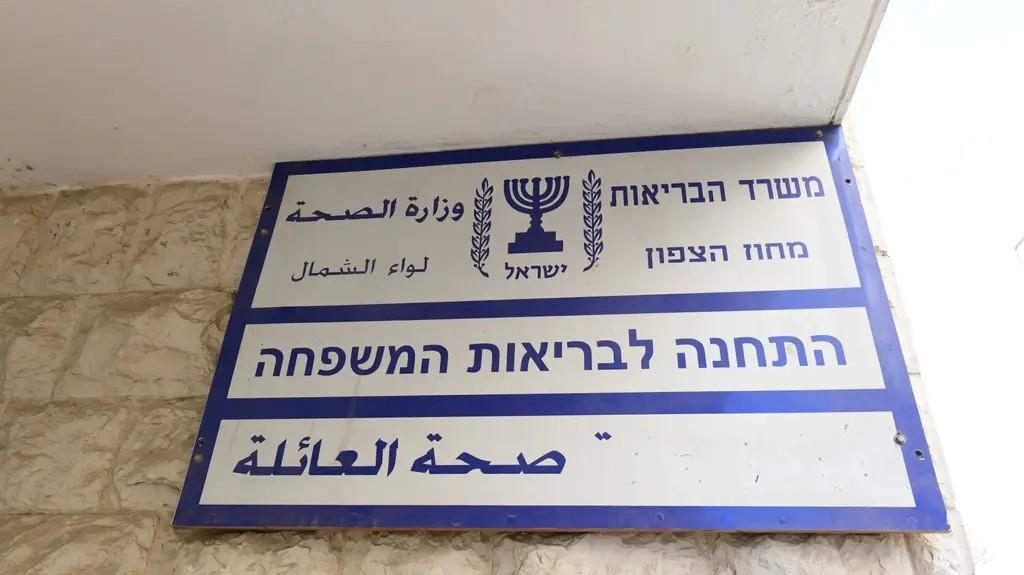 משרד הבריאות
מחוז הצפון
ישראל
وزارة الصحة
لواء الشمال
התחנה לבריאות המשפחה
صحة العائلة